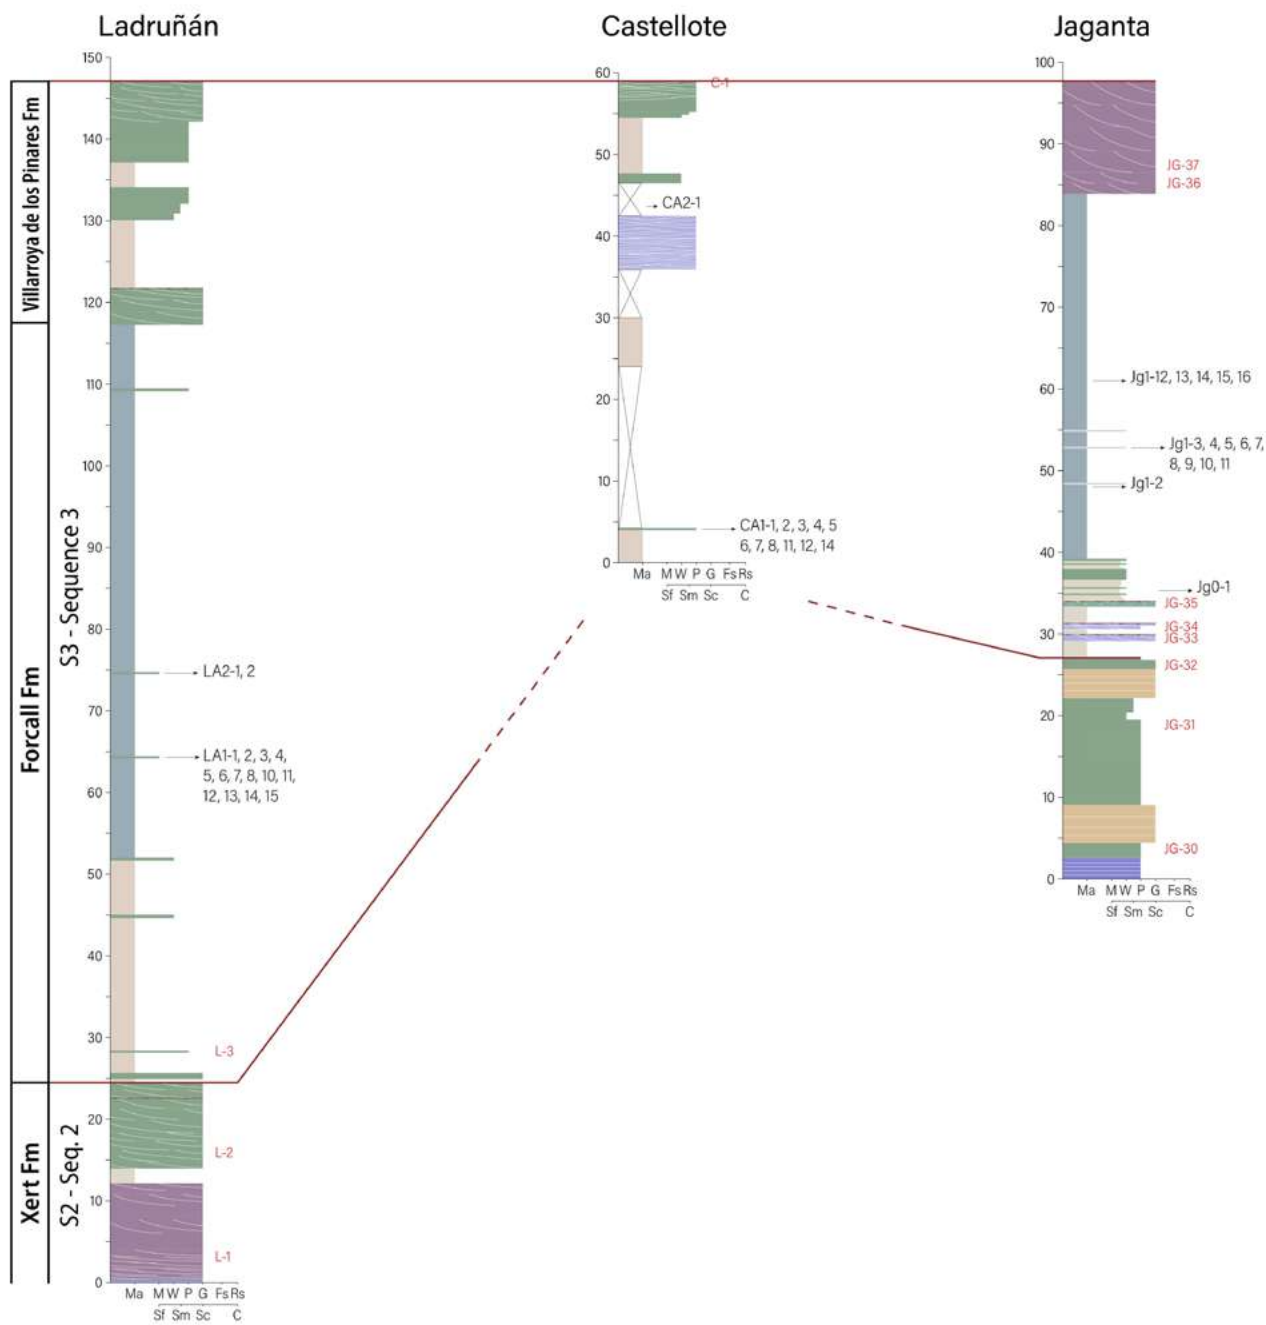 Ladruñán
Castellote
Jaganta
Villarroya de los Pinares Fm
Forcall Fm
Xert Fm
S3 - Sequence 3
S2 - Seq. 2
150
140
130
120
110
100
90
80
70
60
50
40
30
20
10
0
LA2-1, 2
LA1-1, 2, 3, 4,
5, 6, 7, 8, 10, 11,
12, 13, 14, 15
L-3
L-2
L-1
Ma M W P G Fs Rs
Sf Sm Sc C
60
50
40
30
20
10
0
C-1
CA2-1
CA1-1, 2, 3, 4, 5
6, 7, 8, 11, 12, 14
Ma M W P G Fs Rs
Sf Sm Sc C
100
90
80
70
60
50
40
30
20
10
0
JG-37
JG-36
Jg1-12, 13, 14, 15, 16
Jg1-3, 4, 5, 6, 7,
8, 9, 10, 11
Jg1-2
Jg0-1
JG-35
JG-34
JG-33
JG-32
JG-31
JG-30
Ma M W P G Fs Rs
Sf Sm Sc C